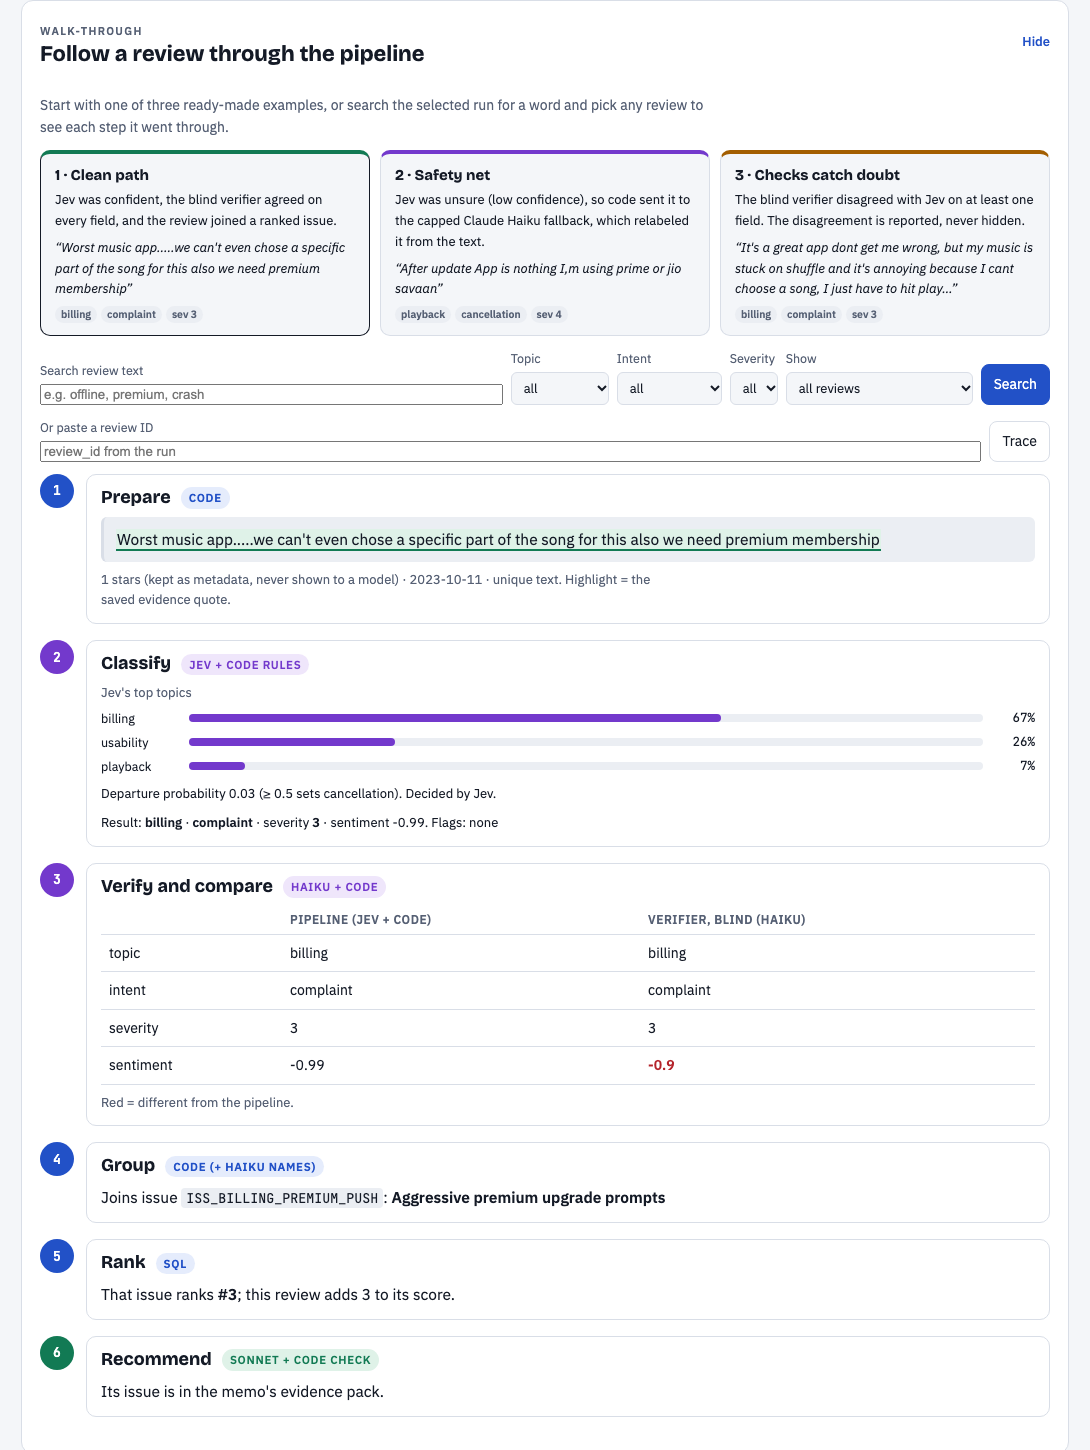 WALK-THROUGH
Follow a review through the pipeline
Hide
Start with one of three ready-made examples, or search the selected run for a word and pick any review to
see each step it went through.
1 · Clean path
Jev was confident, the blind verifier agreed on
every field, and the review joined a ranked issue.
“Worst music app.....we can't even chose a specific
part of the song for this also we need premium
membership”
billing complaint sev 3
2 · Safety net
Jev was unsure (low confidence), so code sent it to
the capped Claude Haiku fallback, which relabeled
it from the text.
“After update App is nothing I,m using prime or jio
savaan”
playback cancellation sev 4
3 · Checks catch doubt
The blind verifier disagreed with Jev on at least one
field. The disagreement is reported, never hidden.
“It's a great app dont get me wrong, but my music is
stuck on shuffle and it's annoying because I cant
choose a song, I just have to hit play…”
billing complaint sev 3
Search review text
e.g. offline, premium, crash
Topic
all
Intent
all
Severity
all
Show
all reviews
Search
Or paste a review ID
review_id from the run
Trace
1
Prepare CODE
Worst music app.....we can't even chose a specific part of the song for this also we need premium membership
1 stars (kept as metadata, never shown to a model) · 2023-10-11 · unique text. Highlight = the
saved evidence quote.
2
Classify JEV + CODE RULES
Jev's top topics
billing 67%
usability 26%
playback 7%
Departure probability 0.03 (≥ 0.5 sets cancellation). Decided by Jev.
Result: billing · complaint · severity 3 · sentiment -0.99. Flags: none
3
Verify and compare HAIKU + CODE
PIPELINE (JEV + CODE) VERIFIER, BLIND (HAIKU)
topic billing billing
intent complaint complaint
severity 3 3
sentiment -0.99 -0.9
Red = different from the pipeline.
4
Group CODE (+ HAIKU NAMES)
Joins issue ISS_BILLING_PREMIUM_PUSH: Aggressive premium upgrade prompts
5
Rank SQL
That issue ranks #3; this review adds 3 to its score.
6
Recommend SONNET + CODE CHECK
Its issue is in the memo's evidence pack.